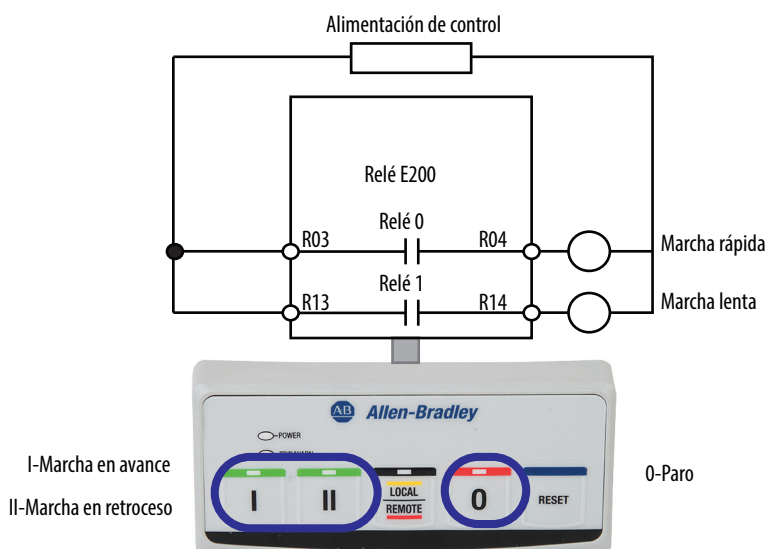 Alimentación de control
Relé E200
Relé 0
R03
R04
Marcha rápida
Relé 1
R13
R14
Marcha lenta
AB Allen-Bradley
POWER
I-Marcha en avance
II-Marcha en retroceso
I
II
LOCAL
REMOTE
0
RESET
0-Paro